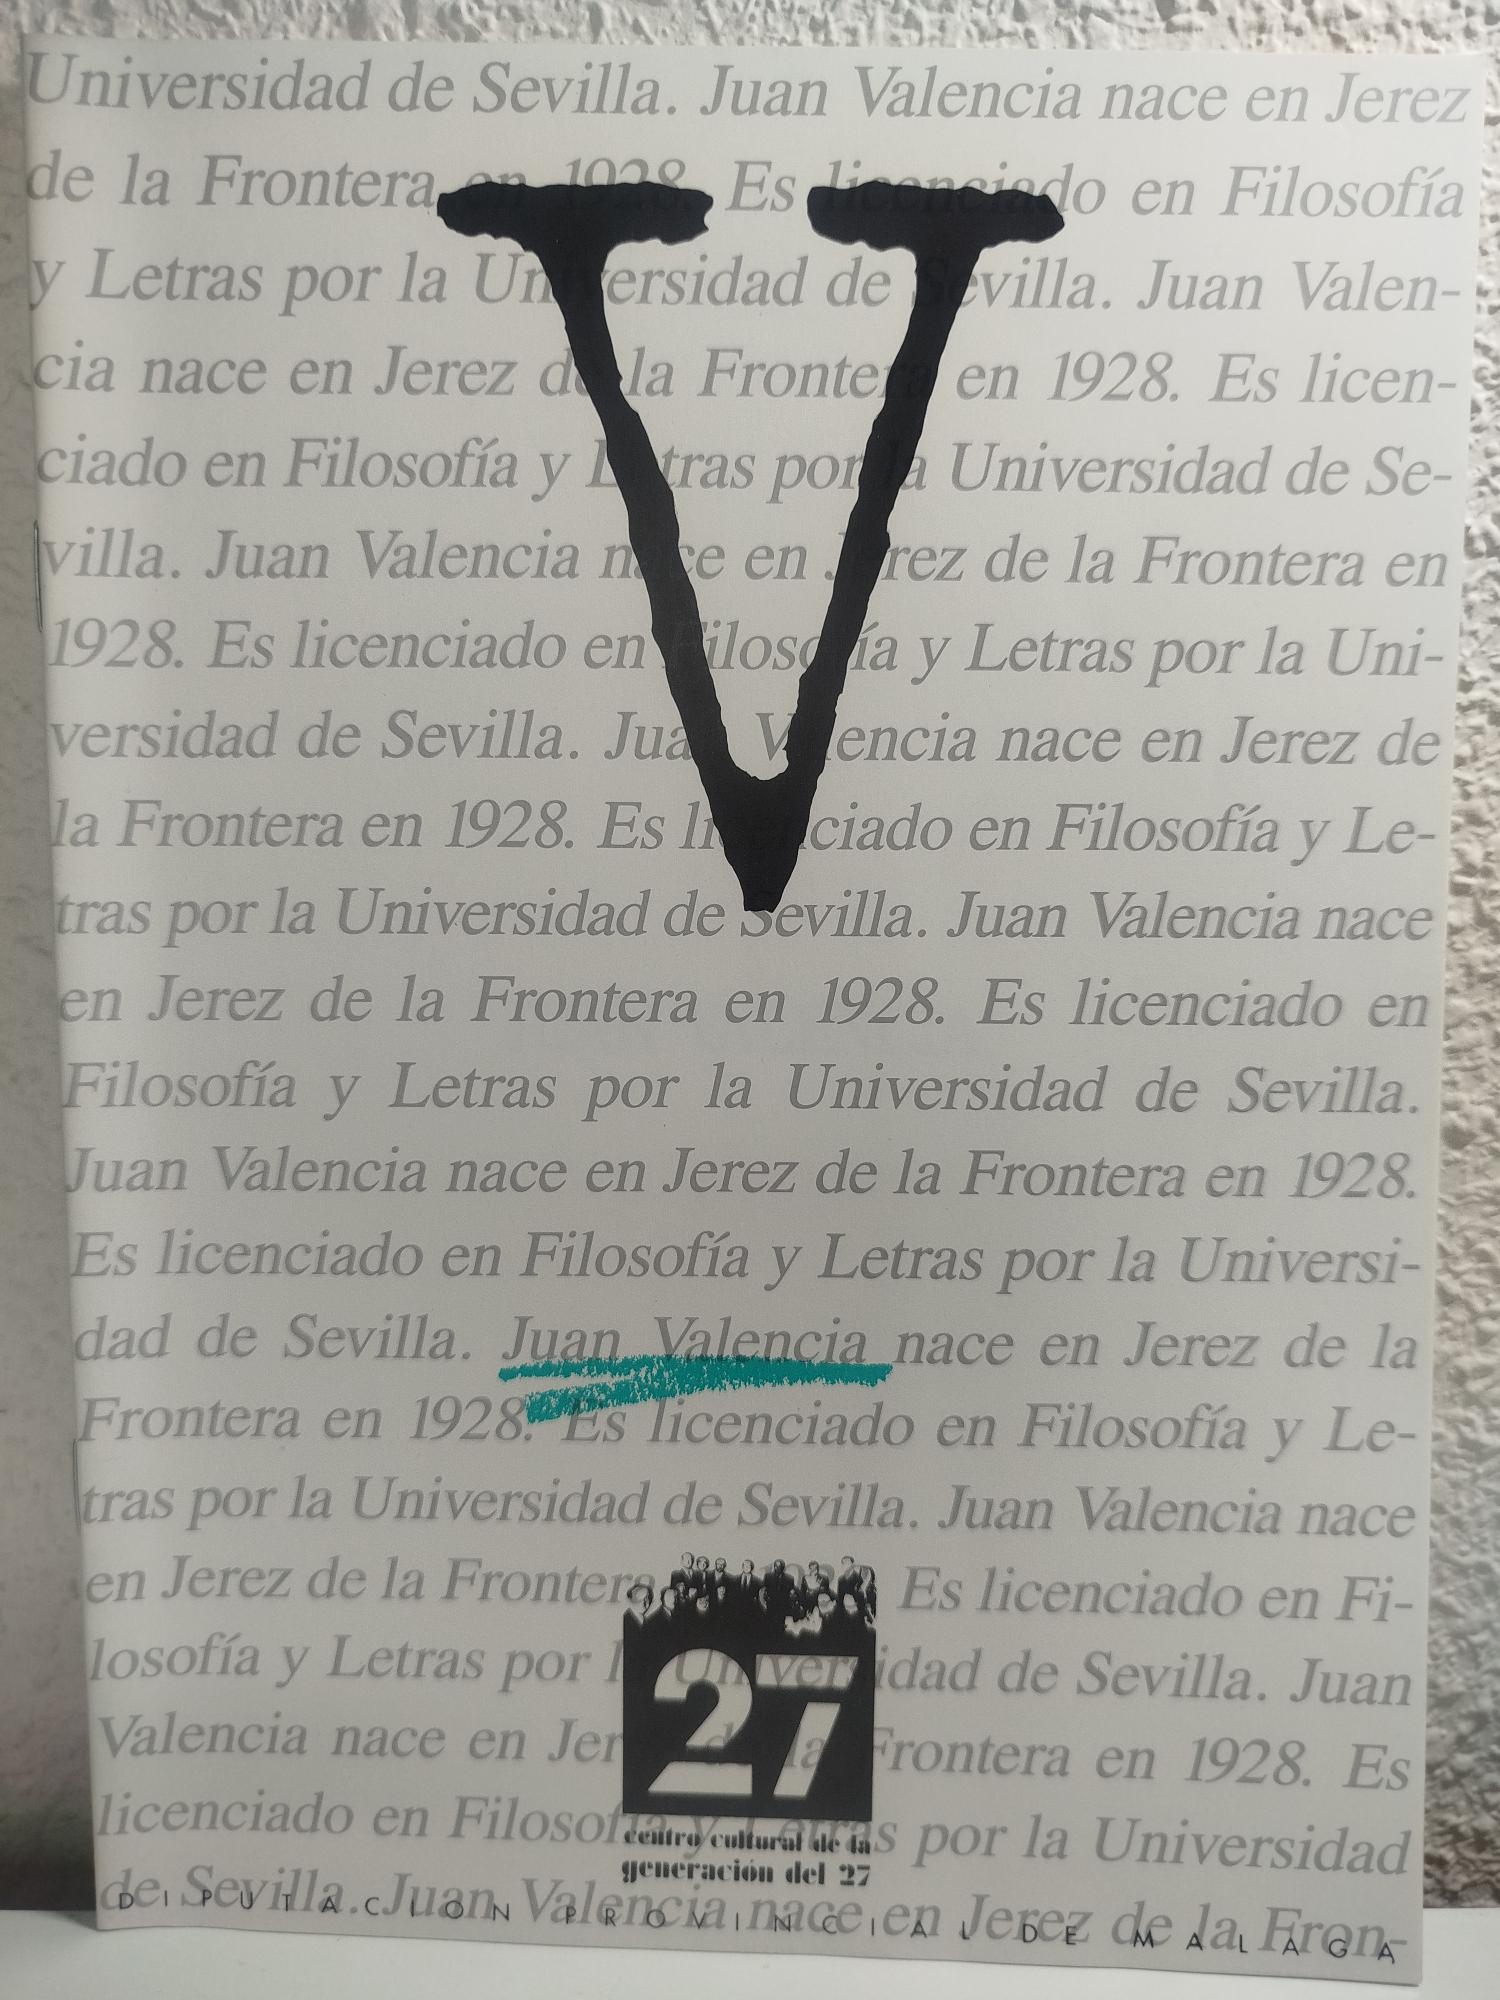 Universidad de Sevilla. Juan Valencia nace en Jerez
de la Frontera en 1928. Es licenciado en Filosofía
y Letras por la Universidad de Sevilla. Juan Valen-
cia nace en Jerez de la Frontera en 1928. Es licen-
ciado en Filosofía y Letras por la Universidad de Se-
villa. Juan Valencia nace en Jerez de la Frontera en
1928. Es licenciado en Filosofía y Letras por la Uni-
versidad de Sevilla. Juan Valencia nace en Jerez de
la Frontera en 1928. Es licenciado en Filosofía y Le-
tras por la Universidad de Sevilla. Juan Valencia nace
en Jerez de la Frontera en 1928. Es licenciado en
Filosofía y Letras por la Universidad de Sevilla.
Juan Valencia nace en Jerez de la Frontera en 1928.
Es licenciado en Filosofía y Letras por la Universi-
dad de Sevilla. Juan Valencia nace en Jerez de la
Frontera en 1928. Es licenciado en Filosofía y Le-
tras por la Universidad de Sevilla. Juan Valencia nace
en Jerez de la Frontera en 1928. Es licenciado en Fi-
losofía y Letras por la Universidad de Sevilla. Juan
Valencia nace en Jerez de la Frontera en 1928. Es
licenciado en Filosofía y Letras por la Universidad
de Sevilla. Juan Valencia nace en Jerez de la Fron-
V
27
centro cultural de la
generación del 27
DIPUTACION PROVINCIAL DE MALAGA